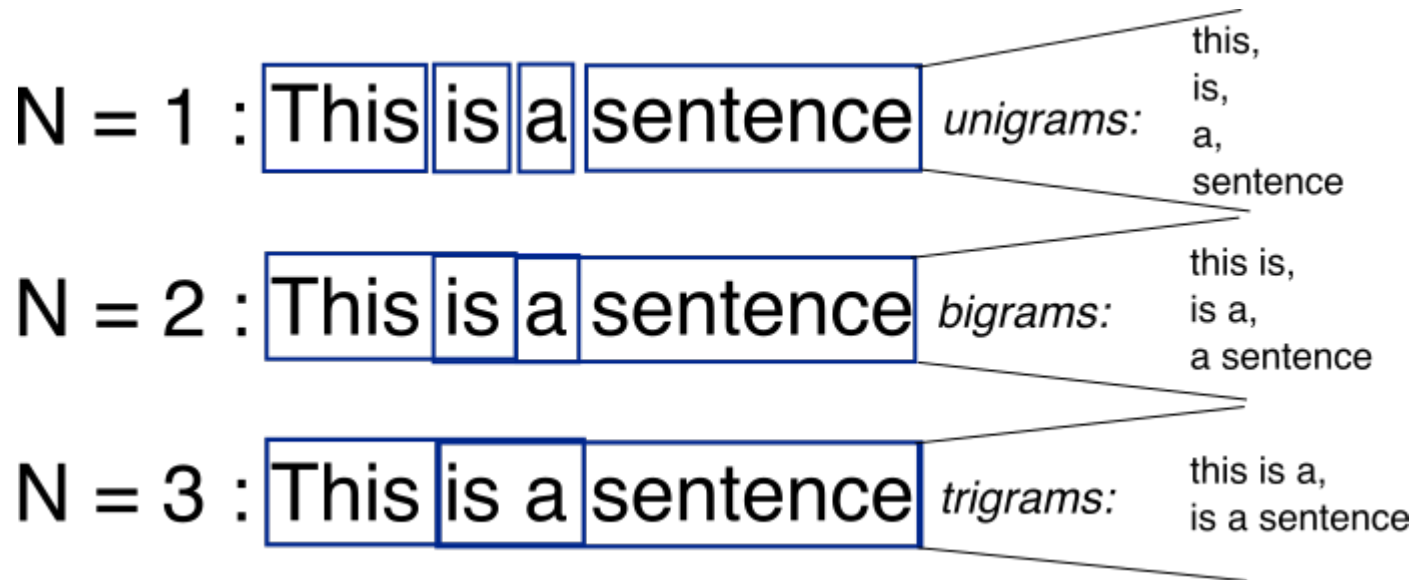 N = 1 : This is a sentence unigrams:
this,
is,
a,
sentence
N = 2 : This is a sentence bigrams:
this is,
is a,
a sentence
N = 3 : This is a sentence trigrams:
this is a,
is a sentence